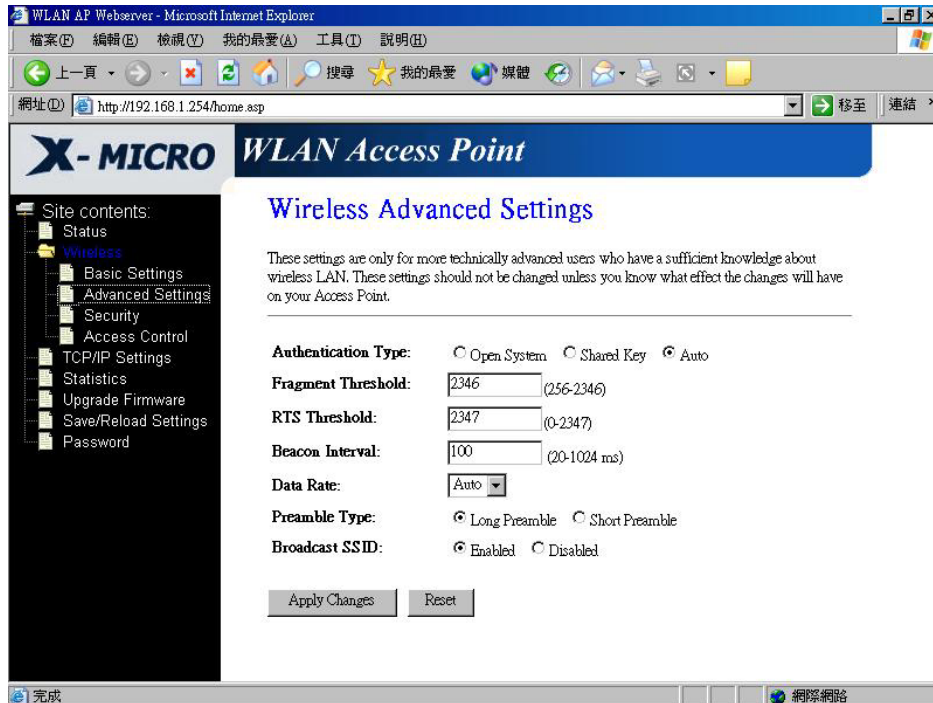 WLAN AP Webserver - Microsoft Internet Explorer
檔案(F) 編輯(E) 檢視(V) 我的最愛(A) 工具(T) 說明(H)
上一頁 搜尋 我的最愛 媒體
網址(D) http://192.168.1.254/home.asp 移至 連結
X-MICRO WLAN Access Point
Site contents:
Status
Wireless
Basic Settings
Advanced Settings
Security
Access Control
TCP/IP Settings
Statistics
Upgrade Firmware
Save/Reload Settings
Password
Wireless Advanced Settings
These settings are only for more technically advanced users who have a sufficient knowledge about
wireless LAN. These settings should not be changed unless you know what effect the changes will have
on your Access Point.
Authentication Type: Open System Shared Key Auto
Fragment Threshold: 2346 (256-2346)
RTS Threshold: 2347 (0-2347)
Beacon Interval: 100 (20-1024 ms)
Data Rate: Auto
Preamble Type: Long Preamble Short Preamble
Broadcast SSID: Enabled Disabled
Apply Changes Reset
完成 網際網路